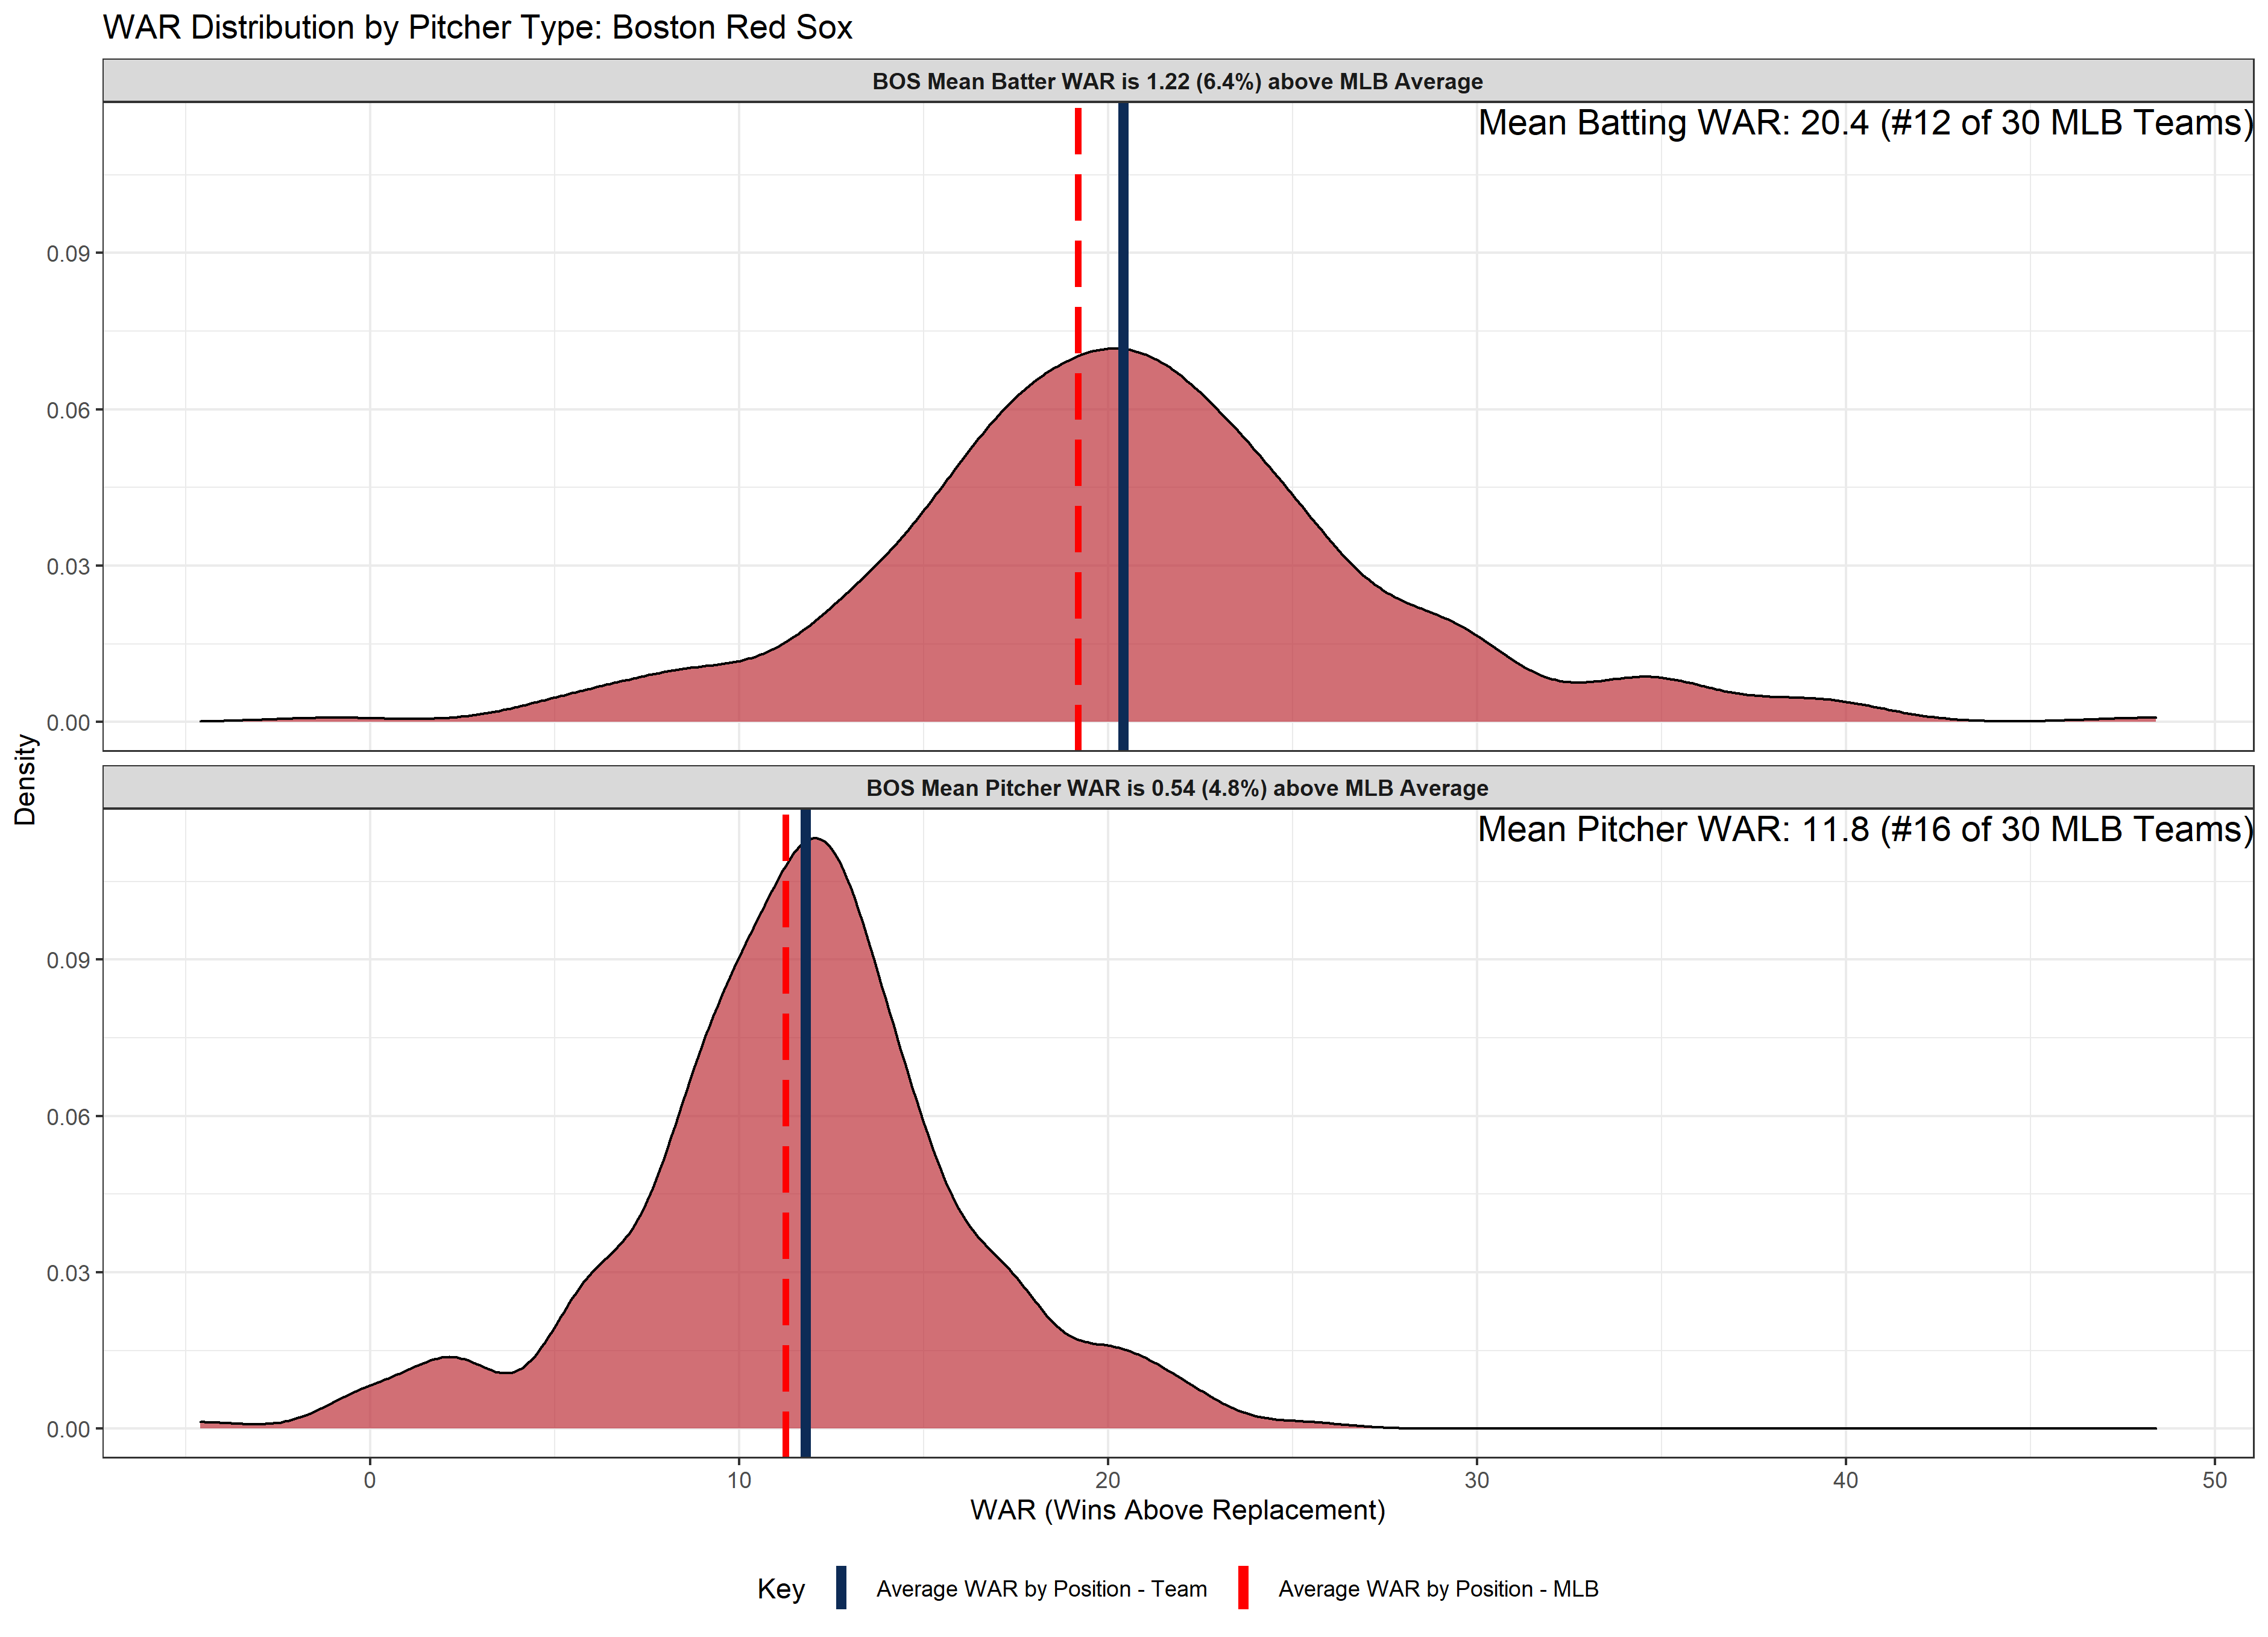 WAR Distribution by Pitcher Type: Boston Red Sox
BOS Mean Batter WAR is 1.22 (6.4%) above MLB Average
Mean Batting WAR: 20.4 (#12 of 30 MLB Teams)
0.09
0.06
0.03
0.00
Density
BOS Mean Pitcher WAR is 0.54 (4.8%) above MLB Average
Mean Pitcher WAR: 11.8 (#16 of 30 MLB Teams)
0.09
0.06
0.03
0.00
0 10 20 30 40 50
WAR (Wins Above Replacement)
Key Average WAR by Position - Team Average WAR by Position - MLB